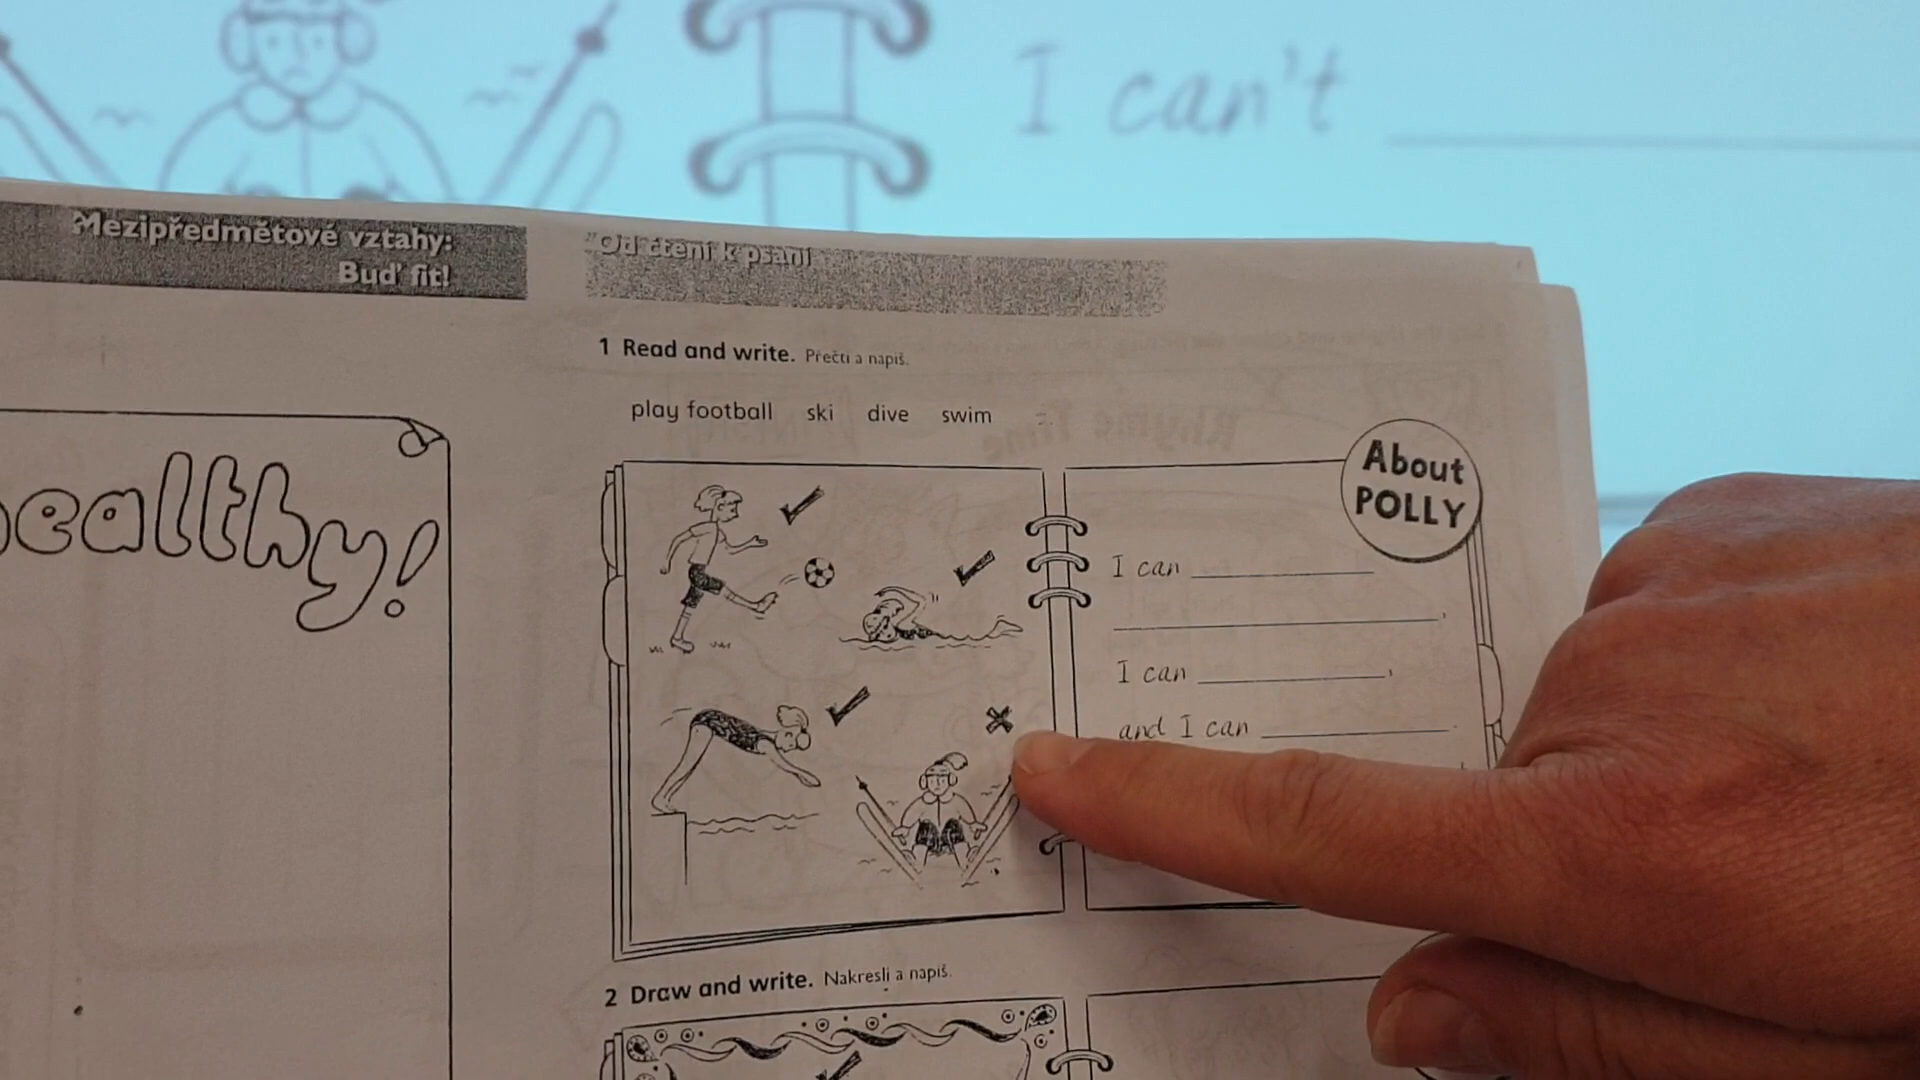 I can't
Mezipředmětové vztahy:
Buď fit!
Od čtení k psaní
1 Read and write. Přečti a napiš.
play football ski dive swim
ealthy!
About
POLLY
I can
,
I can ,
and I can .
2 Draw and write. Nakresli a napiš.